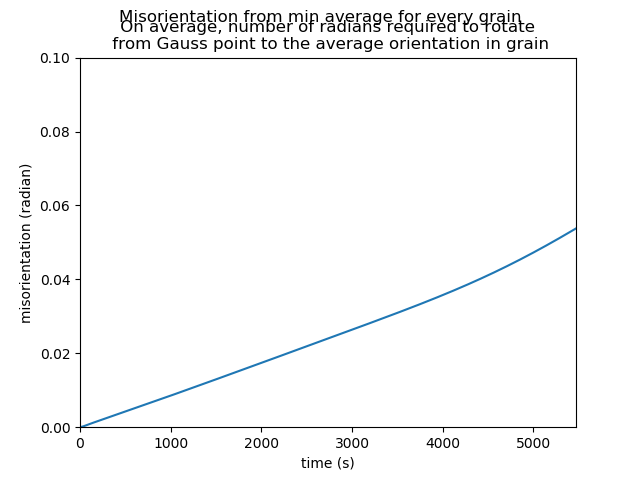 Misorientation from min average for every grain
On average, number of radians required to rotate
from Gauss point to the average orientation in grain
0.10
0.08
0.06
0.04
0.02
0.00
misorientation (radian)
0 1000 2000 3000 4000 5000
time (s)